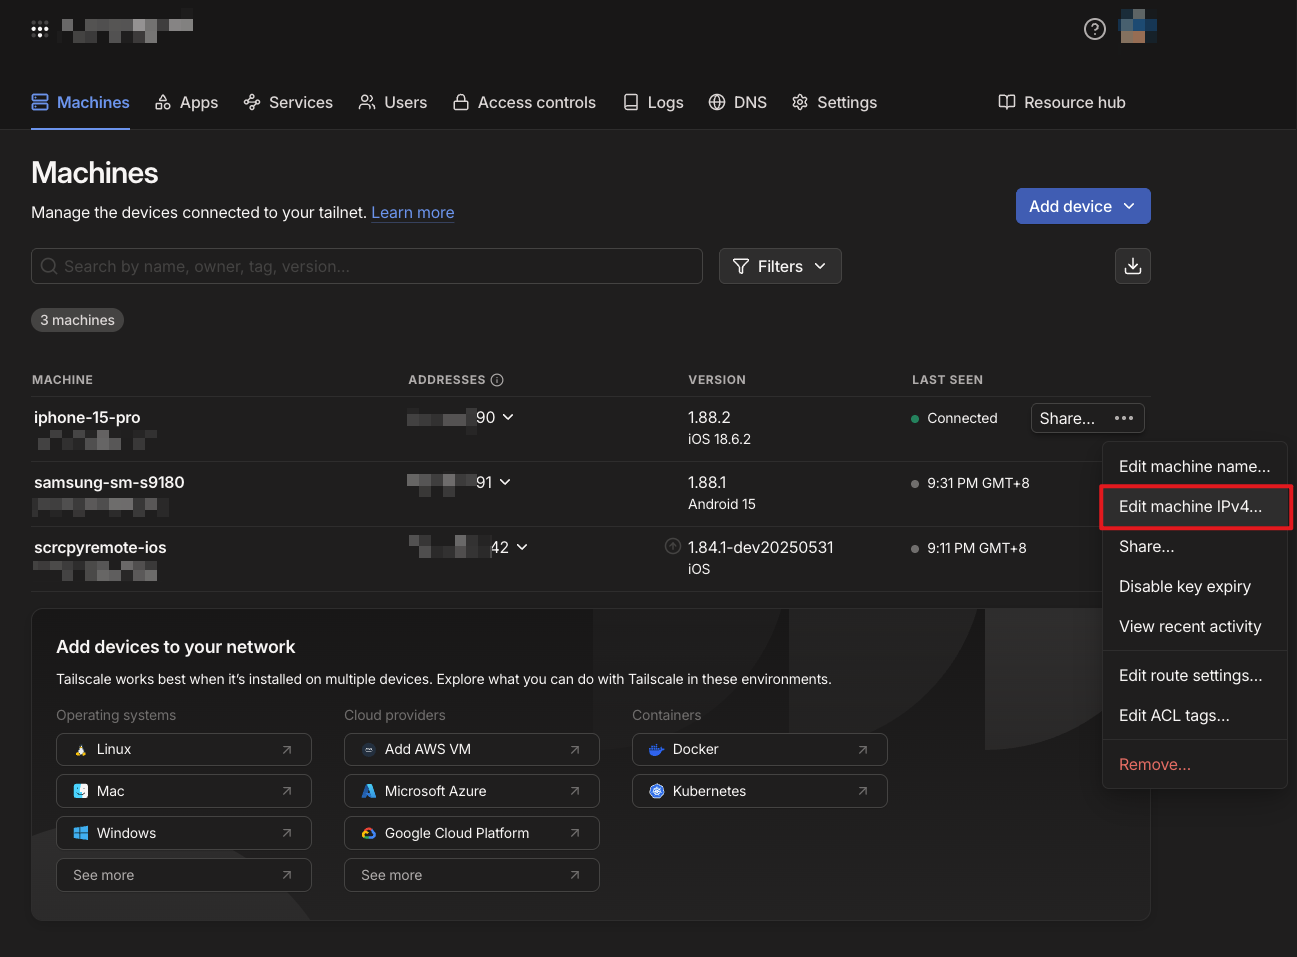 Machines
Apps
Services
Users
Access controls
Logs
DNS
Settings
Resource hub
Machines
Manage the devices connected to your tailnet. Learn more
Add device
Search by name, owner, tag, version...
Filters
3 machines
MACHINE
ADDRESSES
VERSION
LAST SEEN
iphone-15-pro
90
1.88.2
iOS 18.6.2
Connected
Share...
samsung-sm-s9180
91
1.88.1
Android 15
9:31 PM GMT+8
scrcpyremote-ios
42
1.84.1-dev20250531
iOS
9:11 PM GMT+8
Edit machine name...
Edit machine IPv4...
Share...
Disable key expiry
View recent activity
Edit route settings...
Edit ACL tags...
Remove...
Add devices to your network
Tailscale works best when it's installed on multiple devices. Explore what you can do with Tailscale in these environments.
Operating systems
Linux
Mac
Windows
See more
Cloud providers
Add AWS VM
Microsoft Azure
Google Cloud Platform
See more
Containers
Docker
Kubernetes